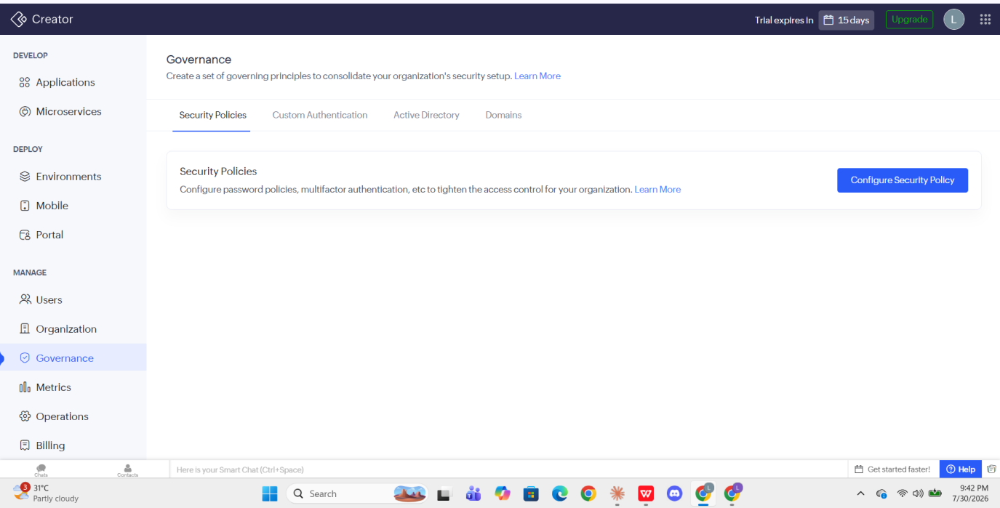 Creator
Trial expires in 15 days Upgrade L
DEVELOP
Applications
Microservices
DEPLOY
Environments
Mobile
Portal
MANAGE
Users
Organization
Governance
Metrics
Operations
Billing
Governance
Create a set of governing principles to consolidate your organization's security setup. Learn More
Security Policies Custom Authentication Active Directory Domains
Security Policies
Configure password policies, multifactor authentication, etc to tighten the access control for your organization. Learn More
Configure Security Policy
Chats Contacts Here is your Smart Chat (Ctrl+Space) Get started faster! Help
3 31°C
Partly cloudy
Search
L L
9:42 PM
7/30/2026